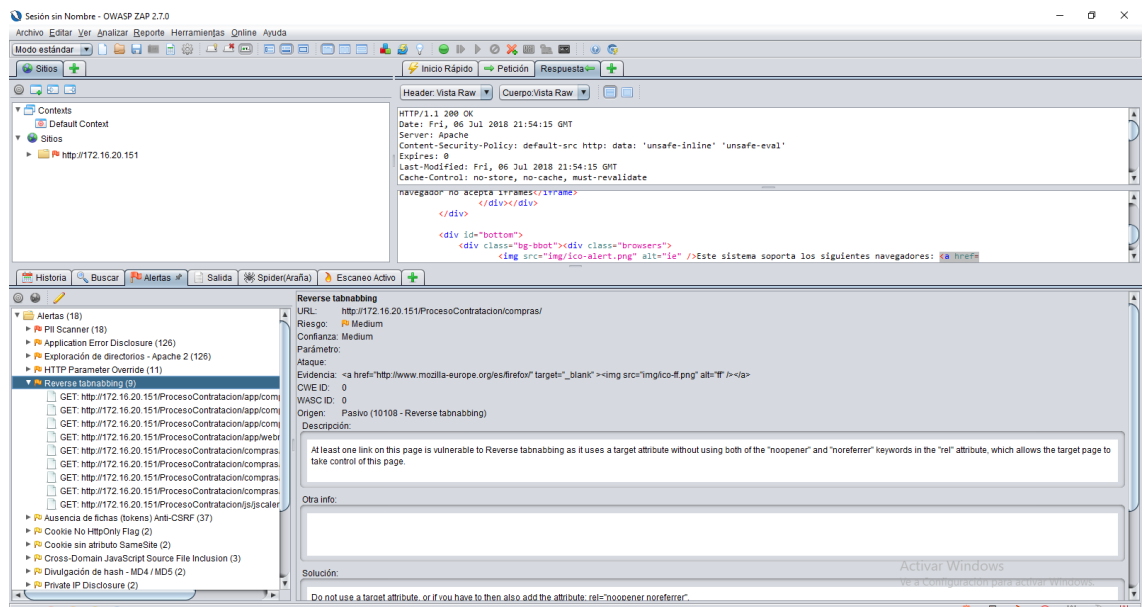 Sesión sin Nombre - OWASP ZAP 2.7.0
Archivo Editar Ver Analizar Reporte Herramientas Online Ayuda
Modo estándar
Sitios
Inicio Rápido Petición Respuesta
Header: Vista Raw Cuerpo:Vista Raw
Contexts
Default Context
Sitios
http://172.16.20.151
HTTP/1.1 200 OK
Date: Fri, 06 Jul 2018 21:54:15 GMT
Server: Apache
Content-Security-Policy: default-src http: data: 'unsafe-inline' 'unsafe-eval'
Expires: 0
Last-Modified: Fri, 06 Jul 2018 21:54:15 GMT
Cache-Control: no-store, no-cache, must-revalidate
navegador no acepta iframes</iframe>
</div></div>
</div>
<div id="bottom">
<div class="bg-bbot"><div class="browsers">
<img src="img/ico-alert.png" alt="ie" />Este sistema soporta los siguientes navegadores: <a href=
Historia Buscar Alertas Salida Spider(Araña) Escaneo Activo
Alertas (18)
PII Scanner (18)
Application Error Disclosure (126)
Exploración de directorios - Apache 2 (126)
HTTP Parameter Override (11)
Reverse tabnabbing (9)
GET: http://172.16.20.151/ProcesoContratacion/app/com
GET: http://172.16.20.151/ProcesoContratacion/app/com
GET: http://172.16.20.151/ProcesoContratacion/app/com
GET: http://172.16.20.151/ProcesoContratacion/app/web
GET: http://172.16.20.151/ProcesoContratacion/compras
GET: http://172.16.20.151/ProcesoContratacion/compras.
GET: http://172.16.20.151/ProcesoContratacion/compras.
GET: http://172.16.20.151/ProcesoContratacion/compras.
GET: http://172.16.20.151/ProcesoContratacion/js/jscaler
Ausencia de fichas (tokens) Anti-CSRF (37)
Cookie No HttpOnly Flag (2)
Cookie sin atributo SameSite (2)
Cross-Domain JavaScript Source File Inclusion (3)
Divulgación de hash - MD4 / MD5 (2)
Private IP Disclosure (2)
Reverse tabnabbing
URL: http://172.16.20.151/ProcesoContratacion/compras/
Riesgo: Medium
Confianza: Medium
Parámetro:
Ataque:
Evidencia: <a href="http://www.mozilla-europe.org/es/firefox/" target="_blank" ><img src="img/ico-ff.png" alt="ff" /></a>
CWE ID: 0
WASC ID: 0
Origen: Pasivo (10108 - Reverse tabnabbing)
Descripción:
At least one link on this page is vulnerable to Reverse tabnabbing as it uses a target attribute without using both of the "noopener" and "noreferrer" keywords in the "rel" attribute, which allows the target page to
take control of this page.
Otra info:
Solución:
Do not use a target attribute, or if you have to then also add the attribute: rel="noopener noreferrer".
Activar Windows
Ve a Configuración para activar Windows.